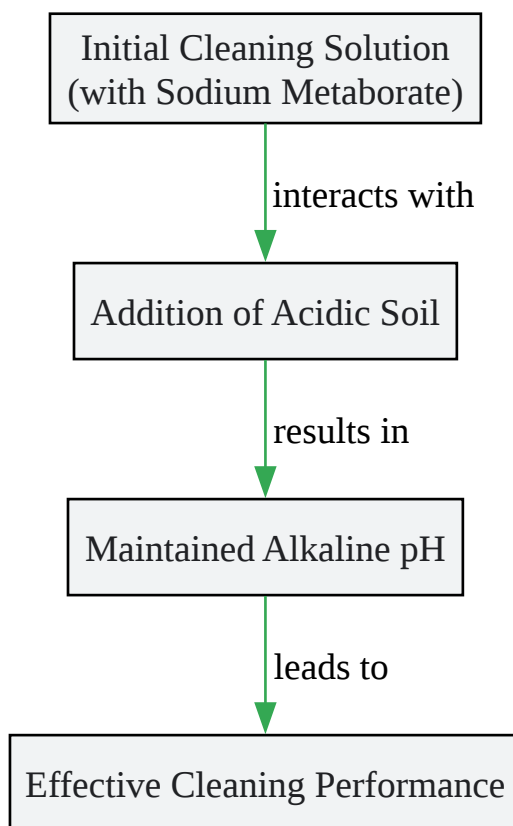 Initial Cleaning Solution
(with Sodium Metaborate)
interacts with
Addition of Acidic Soil
results in
Maintained Alkaline pH
leads to
Effective Cleaning Performance